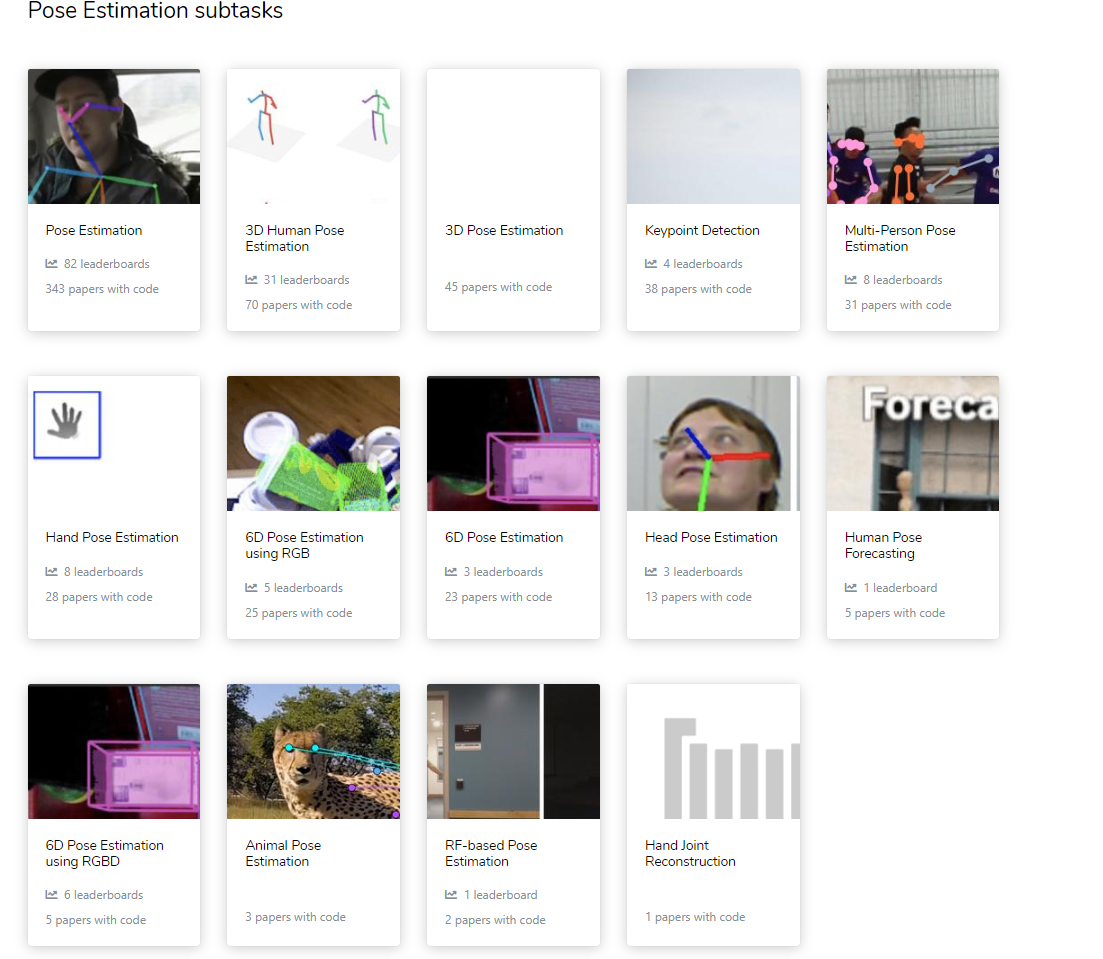 Pose Estimation subtasks
Pose Estimation
82 leaderboards
343 papers with code
3D Human Pose
Estimation
31 leaderboards
70 papers with code
3D Pose Estimation
45 papers with code
Keypoint Detection
4 leaderboards
38 papers with code
Multi-Person Pose
Estimation
8 leaderboards
31 papers with code
Hand Pose Estimation
8 leaderboards
28 papers with code
6D Pose Estimation
using RGB
5 leaderboards
25 papers with code
6D Pose Estimation
3 leaderboards
23 papers with code
Head Pose Estimation
3 leaderboards
13 papers with code
Foreca
Human Pose
Forecasting
1 leaderboard
5 papers with code
6D Pose Estimation
using RGBD
6 leaderboards
5 papers with code
Animal Pose
Estimation
3 papers with code
RF-based Pose
Estimation
1 leaderboard
2 papers with code
Hand Joint
Reconstruction
1 papers with code